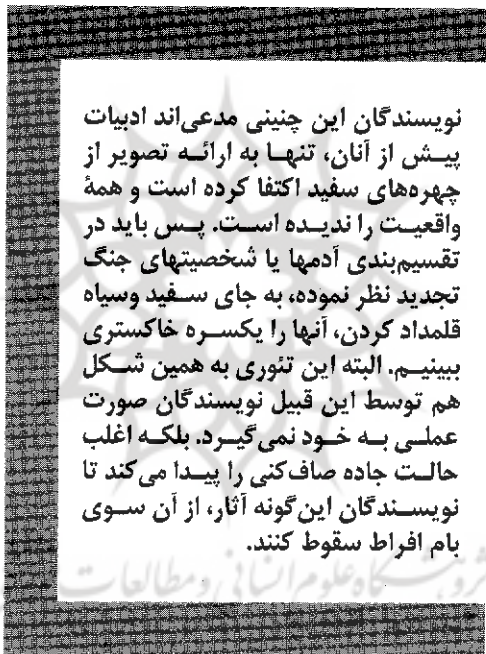 نویسندگان این چنینی مدعی‌اند ادبیات
پیش از آنان، تنها به ارائه تصویر از
چهره‌های سفید اکتفا کرده است و همهٔ
واقعیت را ندیده است. پس باید در
تقسیم‌بندی آدمها یا شخصیتهای جنگ
تجدید نظر نموده، به جای سفید وسیاه
قلمداد کردن، آنها را یکسره خاکستری
ببینیم. البته این تئوری به همین شکل
هم توسط این قبیل نویسندگان صورت
عملی به خود نمی‌گیرد. بلکه اغلب
حالت جاده صاف‌کنی را پیدا می‌کند تا
نویسندگان این‌گونه آثار، از آن سوی
بام افراط سقوط کنند.
پژوهشگاه علوم انسانی و مطالعات